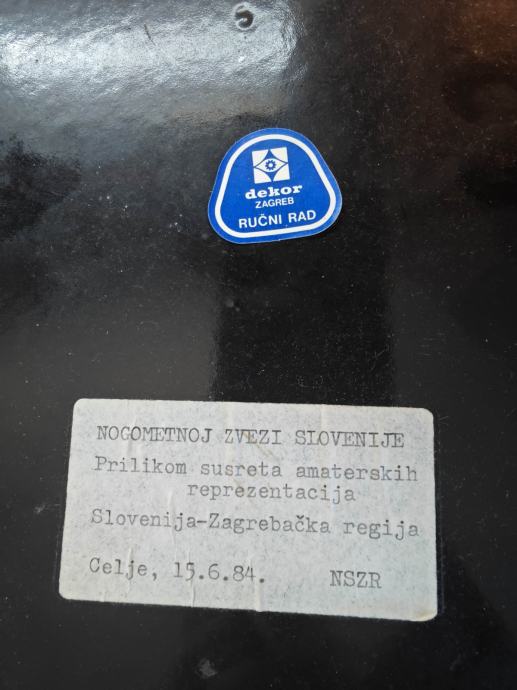 dekor
ZAGREB
RUČNI RAD
NOGOMETNOJ ZVEZI SLOVENIJE
Prilikom susreta amaterskih
reprezentacija
Slovenija-Zagrebačka regija
Celje, 15.6.84. NSZR